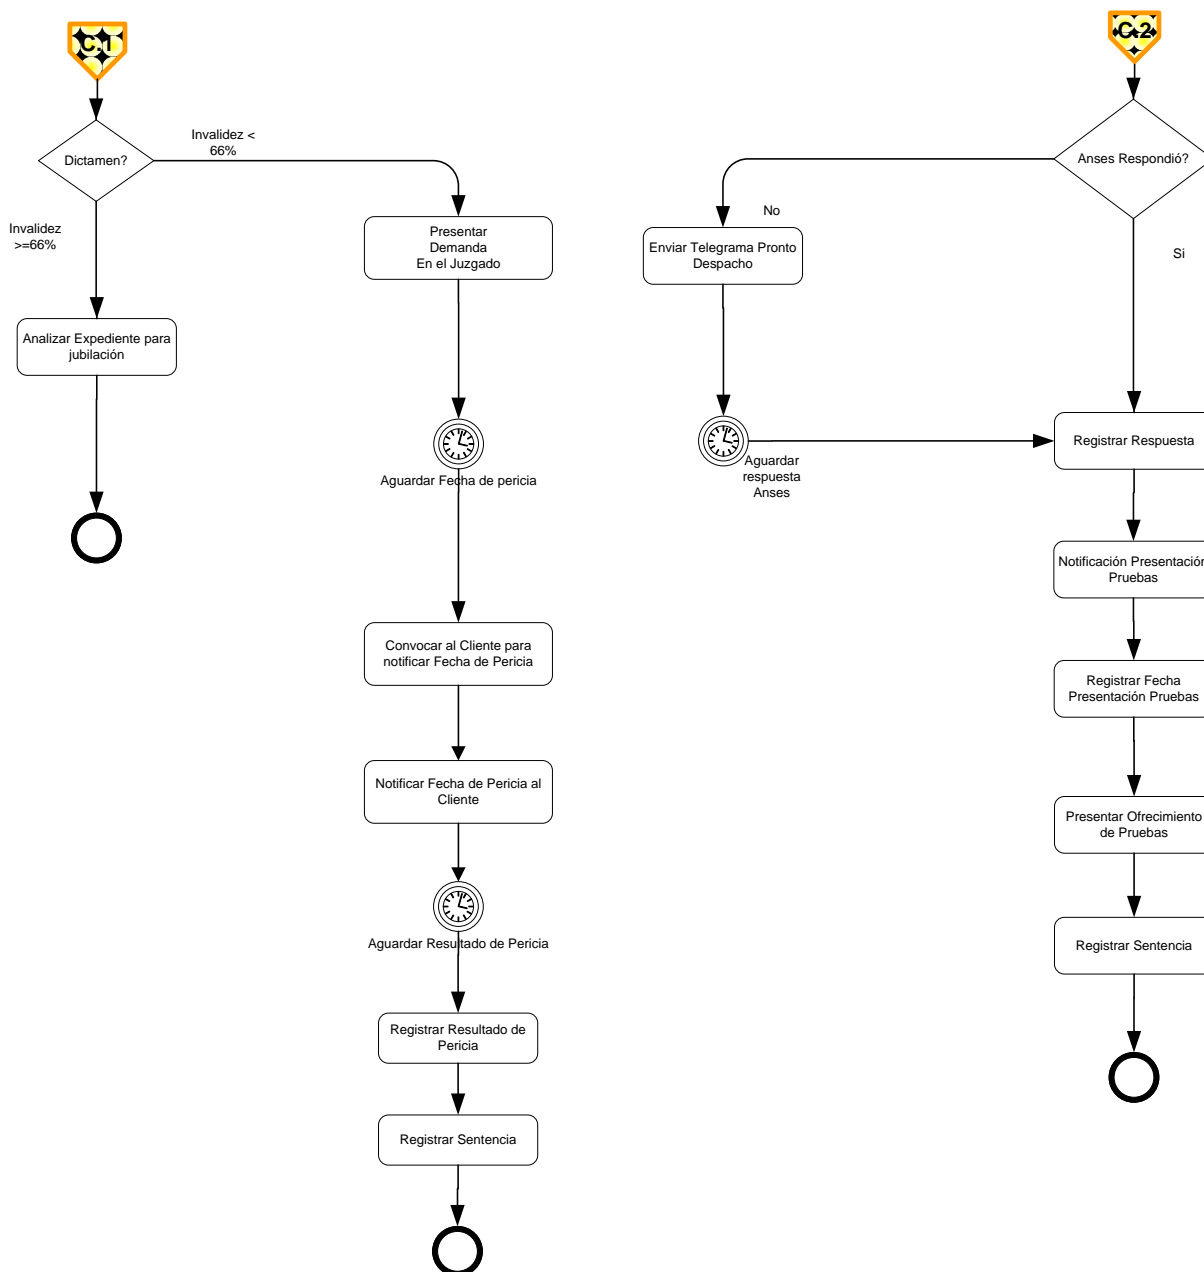 C.1
Dictamen?
Invalidez <
66%
Invalidez
>=66%
Presentar
Demanda
En el Juzgado
Analizar Expediente para
jubilación
Aguardar Fecha de pericia
Convocar al Cliente para
notificar Fecha de Pericia
Notificar Fecha de Pericia al
Cliente
Aguardar Resultado de Pericia
Registrar Resultado de
Pericia
Registrar Sentencia
C.2
Anses Respondió?
No
Si
Enviar Telegrama Pronto
Despacho
Aguardar
respuesta
Anses
Registrar Respuesta
Notificación Presentación
Pruebas
Registrar Fecha
Presentación Pruebas
Presentar Ofrecimiento
de Pruebas
Registrar Sentencia